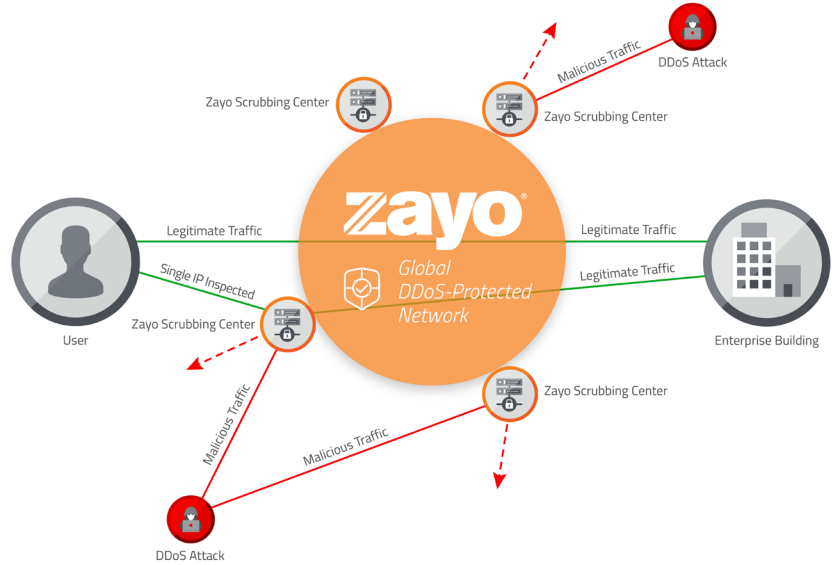 DDoS Attack
Malicious Traffic
Zayo Scrubbing Center
Zayo Scrubbing Center
zayo®
Legitimate Traffic
Legitimate Traffic
Global
DDoS-Protected
Network
Single IP Inspected
Legitimate Traffic
Zayo Scrubbing Center
User
Enterprise Building
Zayo Scrubbing Center
Malicious Traffic
Malicious Traffic
DDoS Attack